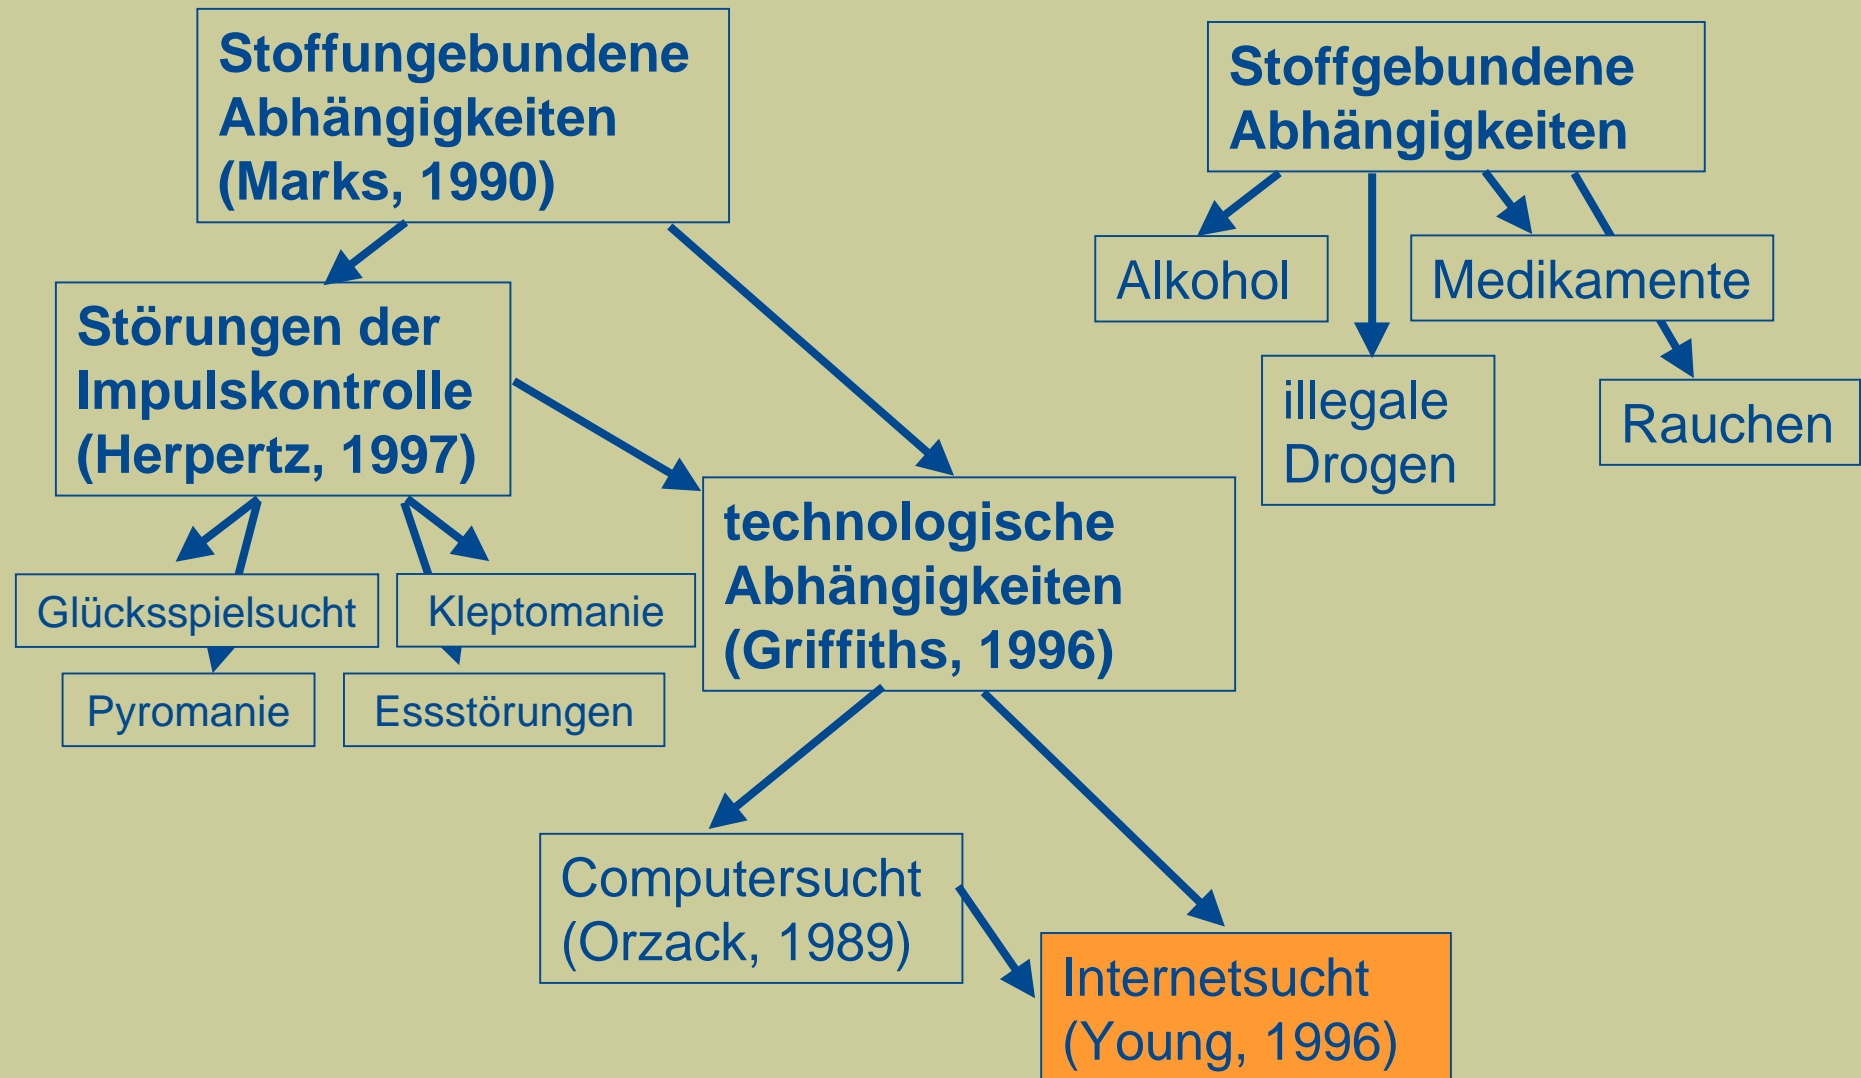 Stoffungebundene
Abhängigkeiten
(Marks, 1990)
Stoffgebundene
Abhängigkeiten
Alkohol
Medikamente
illegale
Drogen
Rauchen
Störungen der
Impulskontrolle
(Herpertz, 1997)
Glücksspielsucht
Kleptomanie
Pyromanie
Essstörungen
technologische
Abhängigkeiten
(Griffiths, 1996)
Computersucht
(Orzack, 1989)
Internetsucht
(Young, 1996)